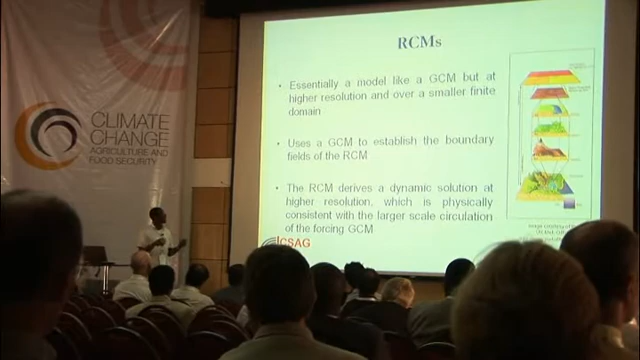 CLIMATE
CHANGE
AGRICULTURE AND
FOOD SECURITY
RCMs
• Essentially a model like a GCM but at
higher resolution and over a smaller finite
domain
• Uses a GCM to establish the boundary
fields of the RCM
• The RCM derives a dynamic solution at
higher resolution, which is physically
consistent with the larger scale circulation
of the forcing GCM
CSAG